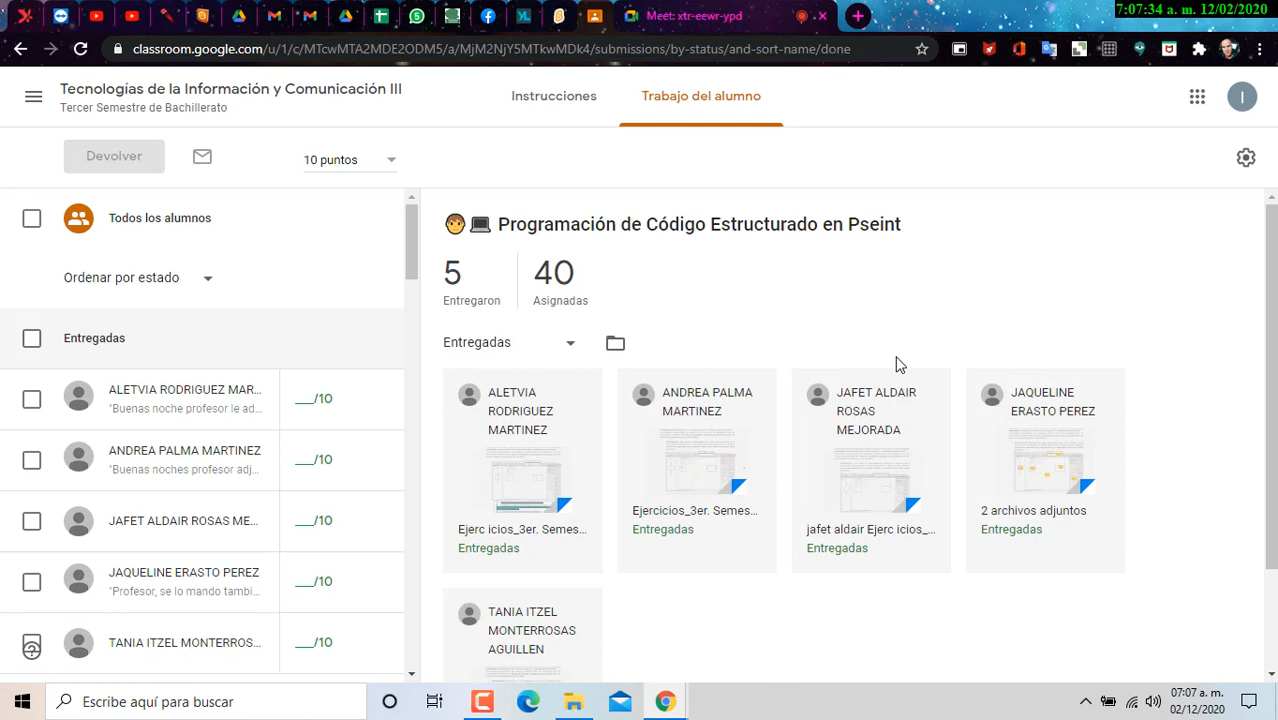 Meet: xtr-eewr-ypd
7:07:34 a. m. 12/02/2020
classroom.google.com/u/1/c/MTcwMTA2MDE2ODM5/a/MjM2NjY5MTkwMDk4/submissions/by-status/and-sort-name/done
Tecnologías de la Información y Comunicación III
Tercer Semestre de Bachillerato
Instrucciones
Trabajo del alumno
I
Devolver
10 puntos
Todos los alumnos
Ordenar por estado
Entregadas
ALETVIA RODRIGUEZ MAR...
"Buenas noche profesor le ad...
__/10
ANDREA PALMA MARTINEZ
"Buenas noches profesor adj...
__/10
JAFET ALDAIR ROSAS ME...
__/10
JAQUELINE ERASTO PEREZ
"Profesor, se lo mando tambi...
__/10
TANIA ITZEL MONTERROS...
__/10
Programación de Código Estructurado en Pseint
5
Entregaron
40
Asignadas
Entregadas
ALETVIA
RODRIGUEZ
MARTINEZ
Ejerc icios_3er. Semes...
Entregadas
ANDREA PALMA
MARTINEZ
Ejercicios_3er. Semes...
Entregadas
JAFET ALDAIR
ROSAS
MEJORADA
jafet aldair Ejerc icios_...
Entregadas
JAQUELINE
ERASTO PEREZ
2 archivos adjuntos
Entregadas
TANIA ITZEL
MONTERROSAS
AGUILLEN
Escribe aquí para buscar
07:07 a. m.
02/12/2020